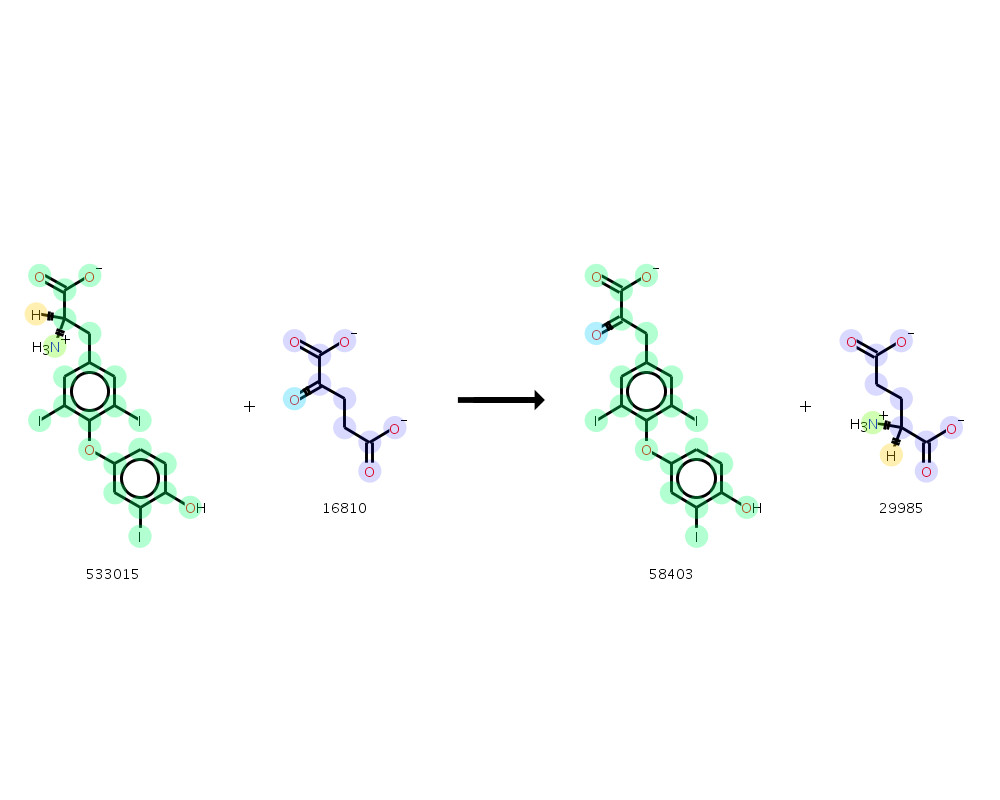 O O⁻ O O⁻
H
H₃N⁺ O
O O⁻ O O⁻
O H₃N⁺ O⁻
I I O⁻ + I I + H
O O O O
16810 29985
OH OH
I I
533015 58403